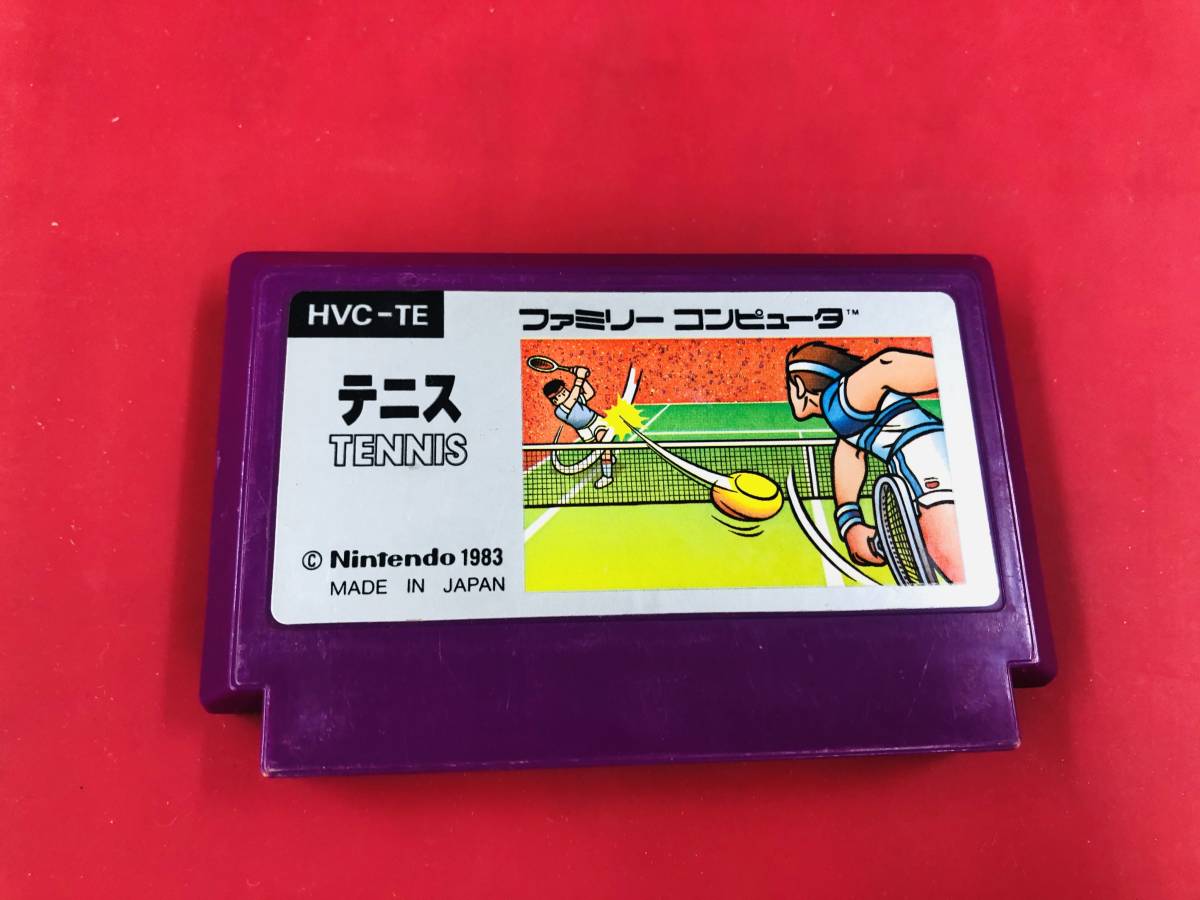 HVC-TE
ファミリー コンピュータ™
テニス
TENNIS
© Nintendo 1983
MADE IN JAPAN